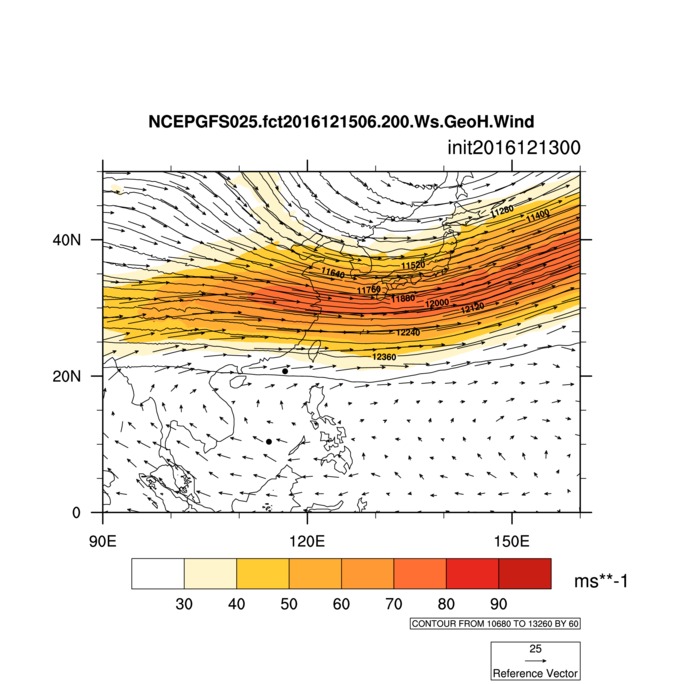 NCEPGFS025.fct2016121506.200.Ws.GeoH.Wind
init2016121300
11280
11400
40N
11520
11640
11760
11880
12000
12120
12240
12360
20N
0
90E 120E 150E
30 40 50 60 70 80 90
ms**-1
CONTOUR FROM 10680 TO 13260 BY 60
25
Reference Vector